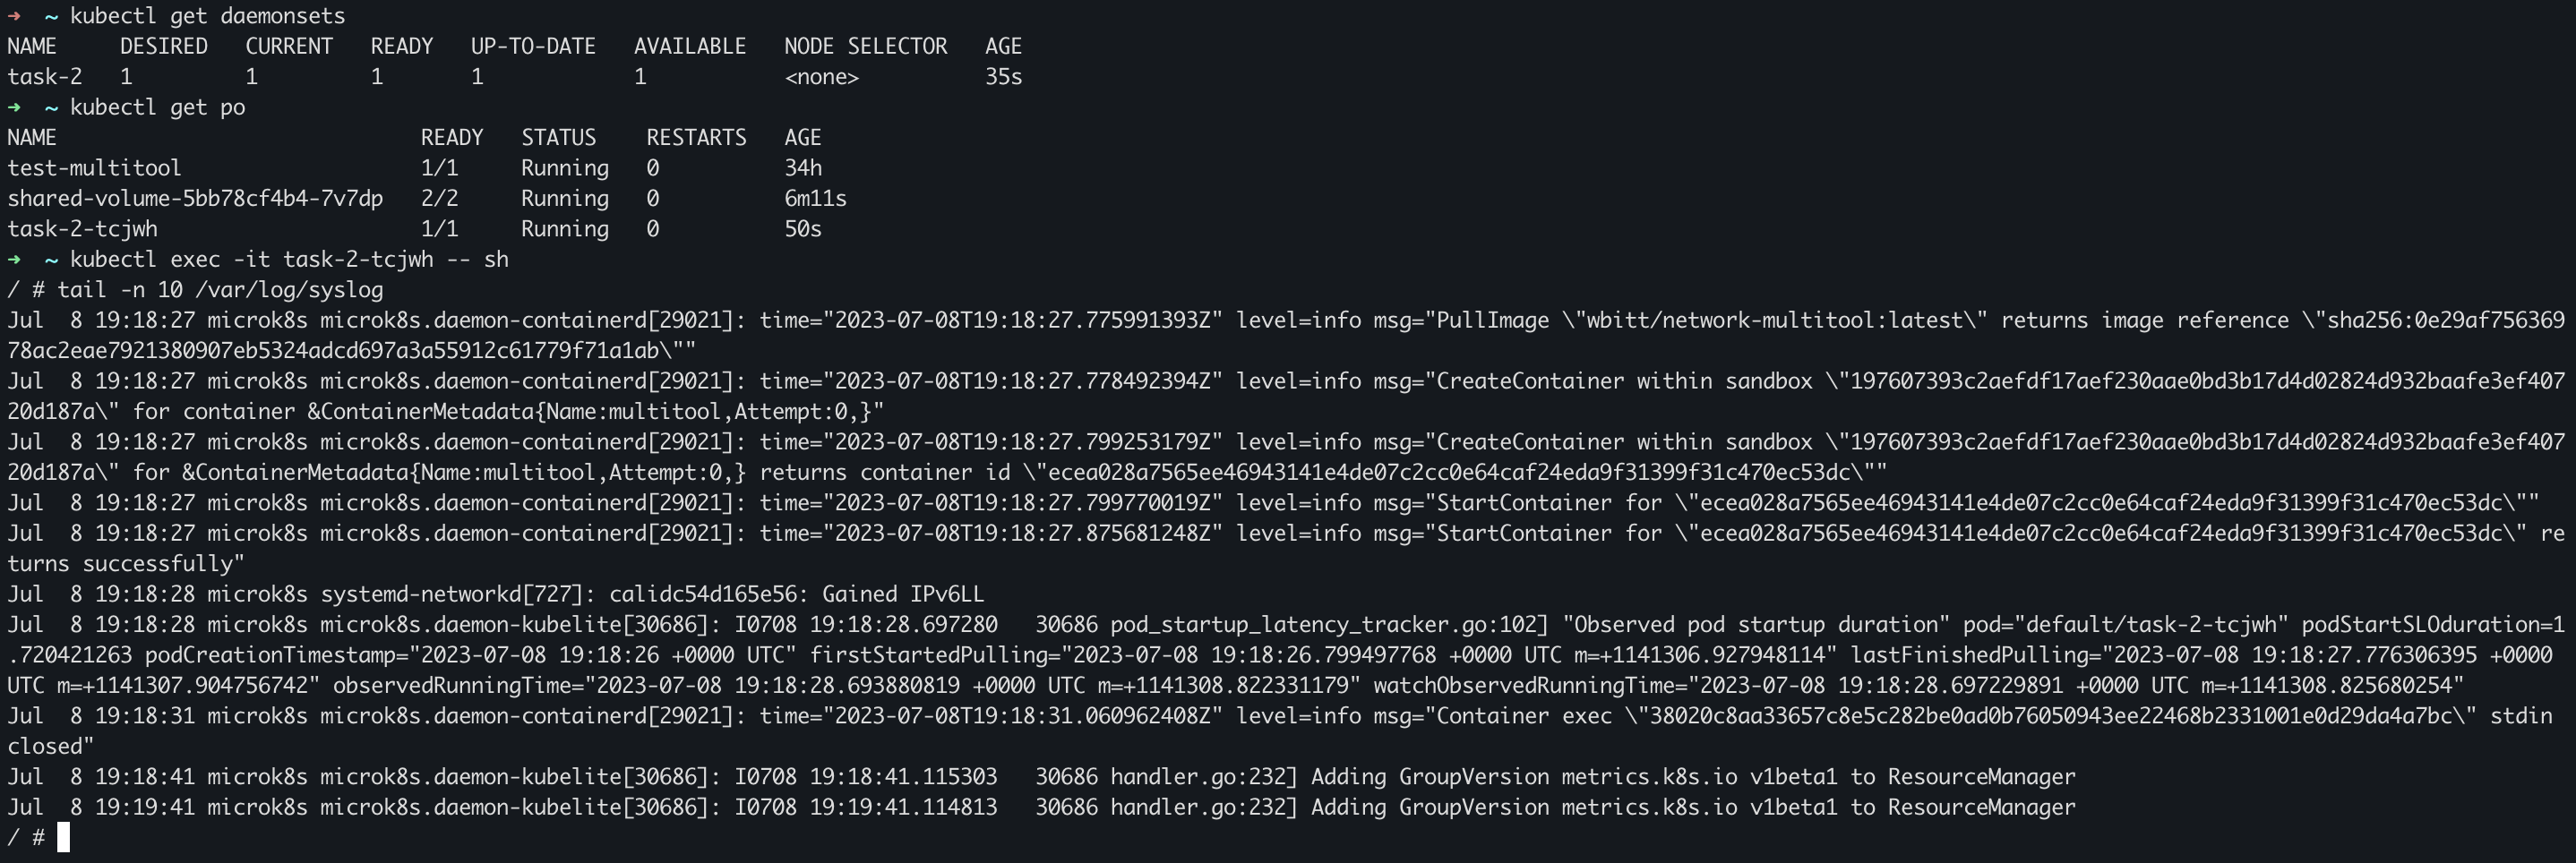 ➜  ~ kubectl get daemonsets
NAME     DESIRED   CURRENT   READY   UP-TO-DATE   AVAILABLE   NODE SELECTOR   AGE
task-2   1         1         1       1            1           <none>          35s
➜  ~ kubectl get po
NAME                             READY   STATUS    RESTARTS   AGE
test-multitool                   1/1     Running   0          34h
shared-volume-5bb78cf4b4-7v7dp   2/2     Running   0          6m11s
task-2-tcjwh                     1/1     Running   0          50s
➜  ~ kubectl exec -it task-2-tcjwh -- sh
/ # tail -n 10 /var/log/syslog
Jul  8 19:18:27 microk8s microk8s.daemon-containerd[29021]: time="2023-07-08T19:18:27.775991393Z" level=info msg="PullImage \"wbitt/network-multitool:latest\" returns image reference \"sha256:0e29af756369
78ac2eae7921380907eb5324adcd697a3a55912c61779f71a1ab\""
Jul  8 19:18:27 microk8s microk8s.daemon-containerd[29021]: time="2023-07-08T19:18:27.778492394Z" level=info msg="CreateContainer within sandbox \"197607393c2aefdf17aef230aae0bd3b17d4d02824d932baafe3ef407
20d187a\" for container &ContainerMetadata{Name:multitool,Attempt:0,}"
Jul  8 19:18:27 microk8s microk8s.daemon-containerd[29021]: time="2023-07-08T19:18:27.799253179Z" level=info msg="CreateContainer within sandbox \"197607393c2aefdf17aef230aae0bd3b17d4d02824d932baafe3ef407
20d187a\" for &ContainerMetadata{Name:multitool,Attempt:0,} returns container id \"ecea028a7565ee46943141e4de07c2cc0e64caf24eda9f31399f31c470ec53dc\""
Jul  8 19:18:27 microk8s microk8s.daemon-containerd[29021]: time="2023-07-08T19:18:27.799770019Z" level=info msg="StartContainer for \"ecea028a7565ee46943141e4de07c2cc0e64caf24eda9f31399f31c470ec53dc\""
Jul  8 19:18:27 microk8s microk8s.daemon-containerd[29021]: time="2023-07-08T19:18:27.875681248Z" level=info msg="StartContainer for \"ecea028a7565ee46943141e4de07c2cc0e64caf24eda9f31399f31c470ec53dc\" re
turns successfully"
Jul  8 19:18:28 microk8s systemd-networkd[727]: calidc54d165e56: Gained IPv6LL
Jul  8 19:18:28 microk8s microk8s.daemon-kubelite[30686]: I0708 19:18:28.697280   30686 pod_startup_latency_tracker.go:102] "Observed pod startup duration" pod="default/task-2-tcjwh" podStartSLOduration=1
.720421263 podCreationTimestamp="2023-07-08 19:18:26 +0000 UTC" firstStartedPulling="2023-07-08 19:18:26.799497768 +0000 UTC m=+1141306.927948114" lastFinishedPulling="2023-07-08 19:18:27.776306395 +0000
UTC m=+1141307.904756742" observedRunningTime="2023-07-08 19:18:28.693880819 +0000 UTC m=+1141308.822331179" watchObservedRunningTime="2023-07-08 19:18:28.697229891 +0000 UTC m=+1141308.825680254"
Jul  8 19:18:31 microk8s microk8s.daemon-containerd[29021]: time="2023-07-08T19:18:31.060962408Z" level=info msg="Container exec \"38020c8aa33657c8e5c282be0ad0b76050943ee22468b2331001e0d29da4a7bc\" stdin
closed"
Jul  8 19:18:41 microk8s microk8s.daemon-kubelite[30686]: I0708 19:18:41.115303   30686 handler.go:232] Adding GroupVersion metrics.k8s.io v1beta1 to ResourceManager
Jul  8 19:19:41 microk8s microk8s.daemon-kubelite[30686]: I0708 19:19:41.114813   30686 handler.go:232] Adding GroupVersion metrics.k8s.io v1beta1 to ResourceManager
/ #